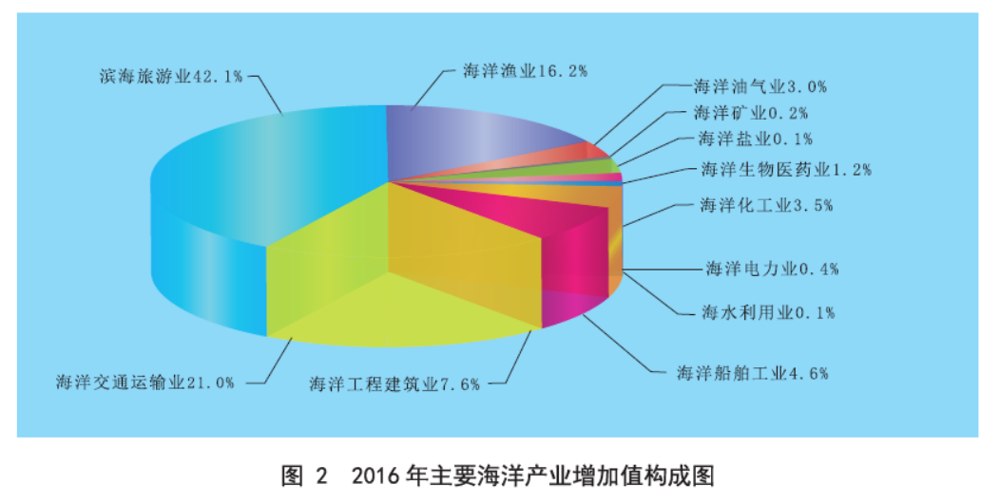 滨海旅游业42.1%
海洋渔业16.2%
海洋油气业3.0%
海洋矿业0.2%
海洋盐业0.1%
海洋生物医药业1.2%
海洋化工业3.5%
海洋电力业0.4%
海水利用业0.1%
海洋船舶工业4.6%
海洋工程建筑业7.6%
海洋交通运输业21.0%
图 2 2016 年主要海洋产业增加值构成图